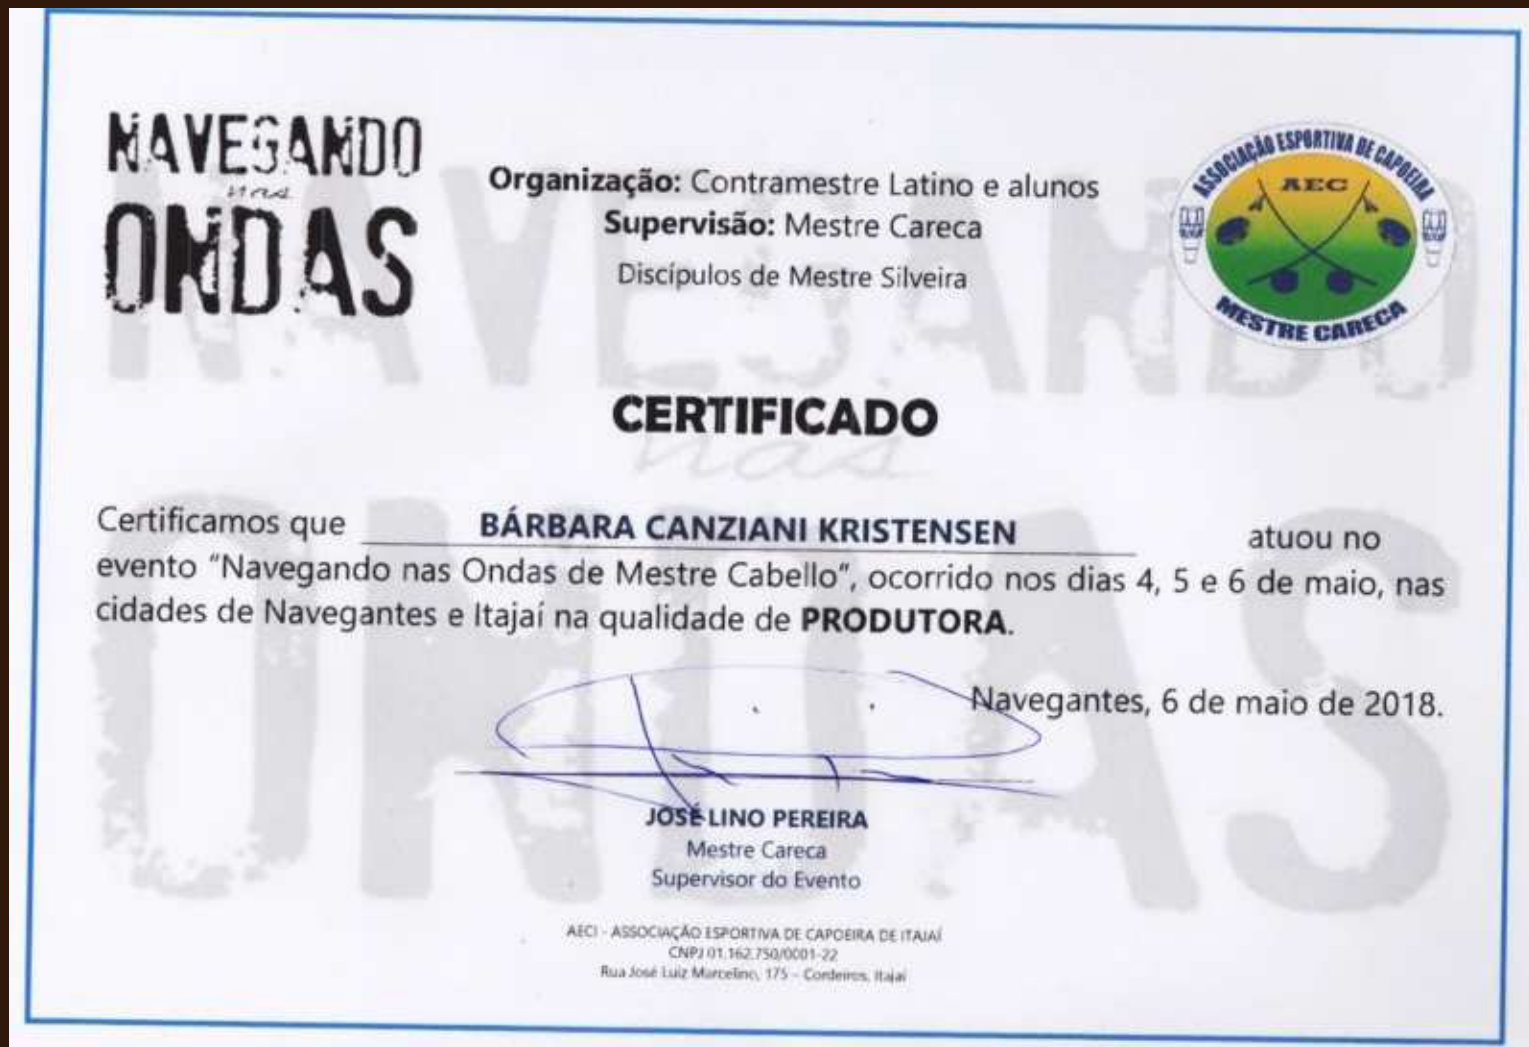 NAVEGANDO
nas
ONDAS
Organização: Contramestre Latino e alunos
Supervisão: Mestre Careca
Discípulos de Mestre Silveira
ASSOCIAÇÃO ESPORTIVA DE CAPOEIRA
AEC
MESTRE CARECA
CERTIFICADO
Certificamos que BÁRBARA CANZIANI KRISTENSEN atuou no
evento “Navegando nas Ondas de Mestre Cabello”, ocorrido nos dias 4, 5 e 6 de maio, nas
cidades de Navegantes e Itajaí na qualidade de PRODUTORA.
Navegantes, 6 de maio de 2018.
JOSÉ LINO PEREIRA
Mestre Careca
Supervisor do Evento
AECI - ASSOCIAÇÃO ESPORTIVA DE CAPOEIRA DE ITAJAÍ
CNPJ 01.162.750/0001-22
Rua José Luiz Marcelino, 175 – Cordeiros, Itajaí
NAVEGANDO
nas
ONDAS